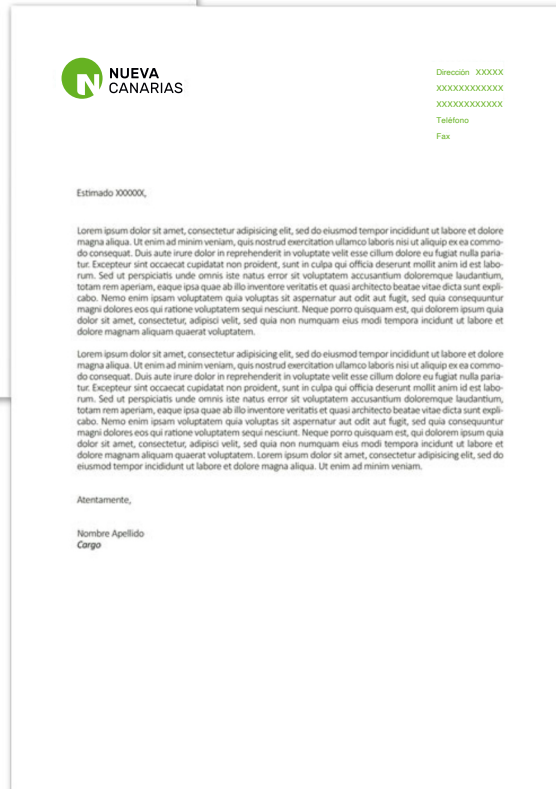 NUEVA
CANARIAS
Dirección XXXXX
XXXXXXXXXXXX
XXXXXXXXXXXX
Teléfono
Fax
Estimado XXXXXX,
Lorem ipsum dolor sit amet, consectetur adipisicing elit, sed do eiusmod tempor incididunt ut labore et dolore
magna aliqua. Ut enim ad minim veniam, quis nostrud exercitation ullamco laboris nisi ut aliquip ex ea commo-
do consequat. Duis aute irure dolor in reprehenderit in voluptate velit esse cillum dolore eu fugiat nulla paria-
tur. Excepteur sint occaecat cupidatat non proident, sunt in culpa qui officia deserunt mollit anim id est labo-
rum. Sed ut perspiciatis unde omnis iste natus error sit voluptatem accusantium doloremque laudantium,
totam rem aperiam, eaque ipsa quae ab illo inventore veritatis et quasi architecto beatae vitae dicta sunt expli-
cabo. Nemo enim ipsam voluptatem quia voluptas sit aspernatur aut odit aut fugit, sed quia consequuntur
magni dolores eos qui ratione voluptatem sequi nesciunt. Neque porro quisquam est, qui dolorem ipsum quia
dolor sit amet, consectetur, adipisci velit, sed quia non numquam eius modi tempora incidunt ut labore et
dolore magnam aliquam quaerat voluptatem.
Lorem ipsum dolor sit amet, consectetur adipisicing elit, sed do eiusmod tempor incididunt ut labore et dolore
magna aliqua. Ut enim ad minim veniam, quis nostrud exercitation ullamco laboris nisi ut aliquip ex ea commo-
do consequat. Duis aute irure dolor in reprehenderit in voluptate velit esse cillum dolore eu fugiat nulla paria-
tur. Excepteur sint occaecat cupidatat non proident, sunt in culpa qui officia deserunt mollit anim id est labo-
rum. Sed ut perspiciatis unde omnis iste natus error sit voluptatem accusantium doloremque laudantium,
totam rem aperiam, eaque ipsa quae ab illo inventore veritatis et quasi architecto beatae vitae dicta sunt expli-
cabo. Nemo enim ipsam voluptatem quia voluptas sit aspernatur aut odit aut fugit, sed quia consequuntur
magni dolores eos qui ratione voluptatem sequi nesciunt. Neque porro quisquam est, qui dolorem ipsum quia
dolor sit amet, consectetur, adipisci velit, sed quia non numquam eius modi tempora incidunt ut labore et
dolore magnam aliquam quaerat voluptatem. Lorem ipsum dolor sit amet, consectetur adipisicing elit, sed do
eiusmod tempor incididunt ut labore et dolore magna aliqua. Ut enim ad minim veniam.
Atentamente,
Nombre Apellido
Cargo